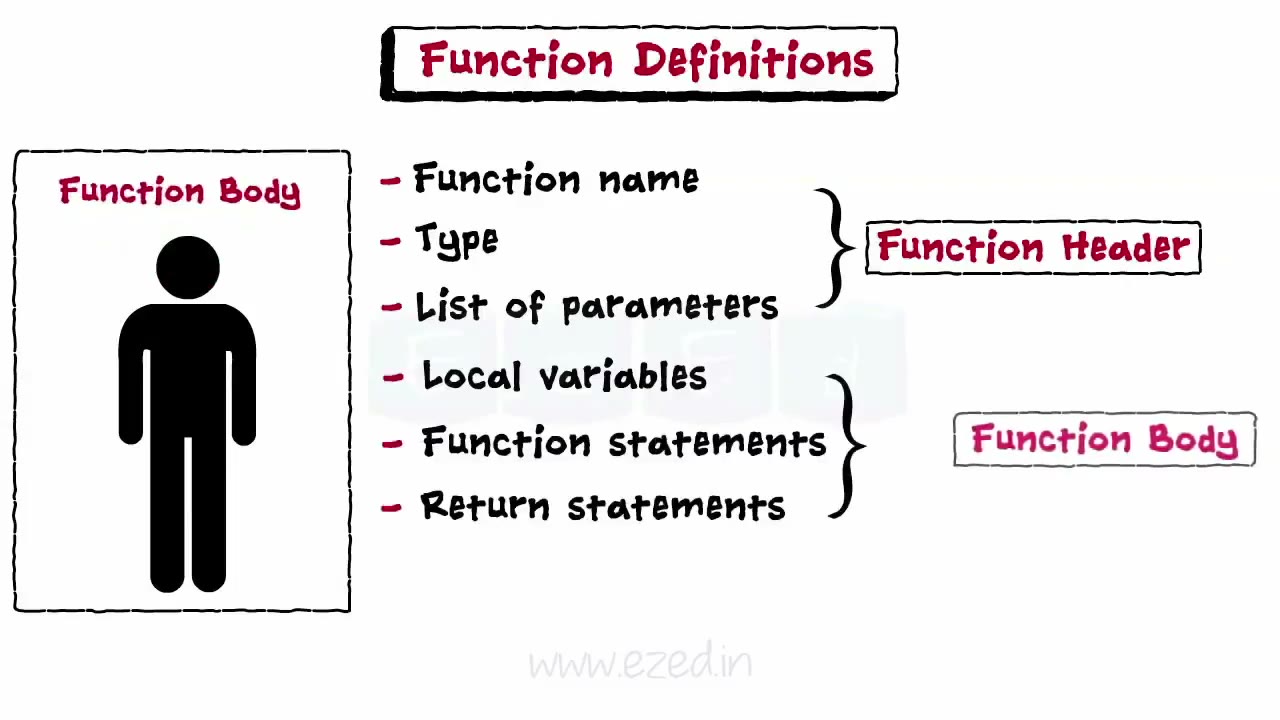 Function Definitions
Function Body
- Function name
- Type
- List of parameters
Function Header
- Local variables
- Function statements
- Return statements
Function Body
www.ezed.in